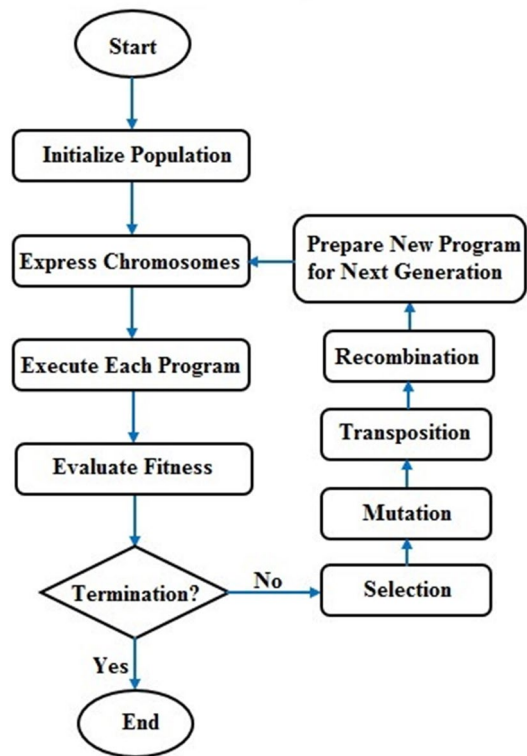 Start
Initialize Population
Express Chromosomes
Prepare New Program
for Next Generation
Execute Each Program
Recombination
Transposition
Evaluate Fitness
Mutation
Termination?
No
Selection
Yes
End